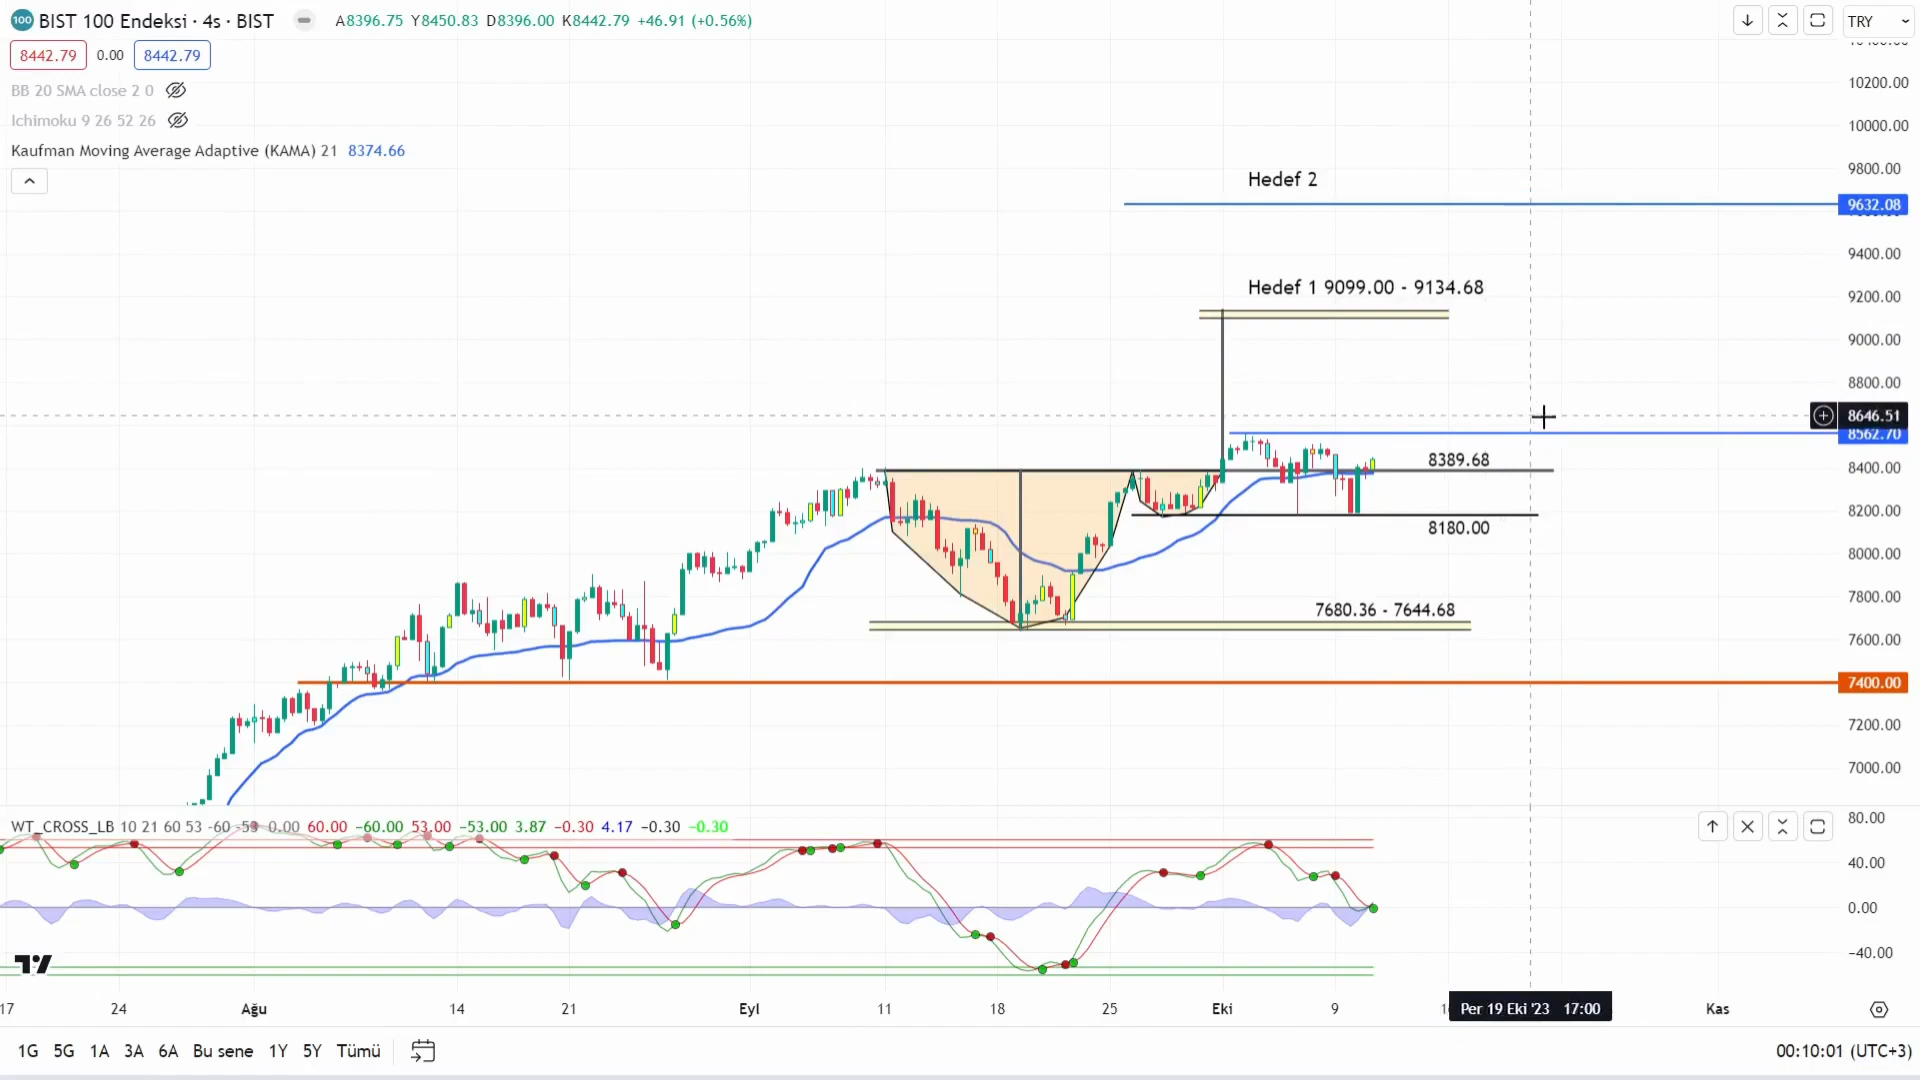 100 BIST 100 Endeksi · 4s · BIST A8396.75 Y8450.83 D8396.00 K8442.79 +46.91 (+0.56%)
TRY
8442.79 0.00 8442.79
BB 20 SMA close 2 0
Ichimoku 9 26 52 26
Kaufman Moving Average Adaptive (KAMA) 21 8374.66
10200.00
10000.00
9800.00
Hedef 2
9632.08
9400.00
Hedef 1 9099.00 - 9134.68
9200.00
9000.00
8800.00
8646.51
8562.70
8389.68
8400.00
8200.00
8180.00
8000.00
7800.00
7680.36 - 7644.68
7600.00
7400.00
7200.00
7000.00
WT_CROSS_LB 10 21 60 53 -60 -53 0.00 60.00 −60.00 53.00 −53.00 3.87 −0.30 4.17 −0.30 −0.30
80.00
40.00
0.00
−40.00
17 24 Ağu 14 21 Eyl 11 18 25 Eki 9 Per 19 Eki '23 17:00 Kas
1G 5G 1A 3A 6A Bu sene 1Y 5Y Tümü 00:10:01 (UTC+3)